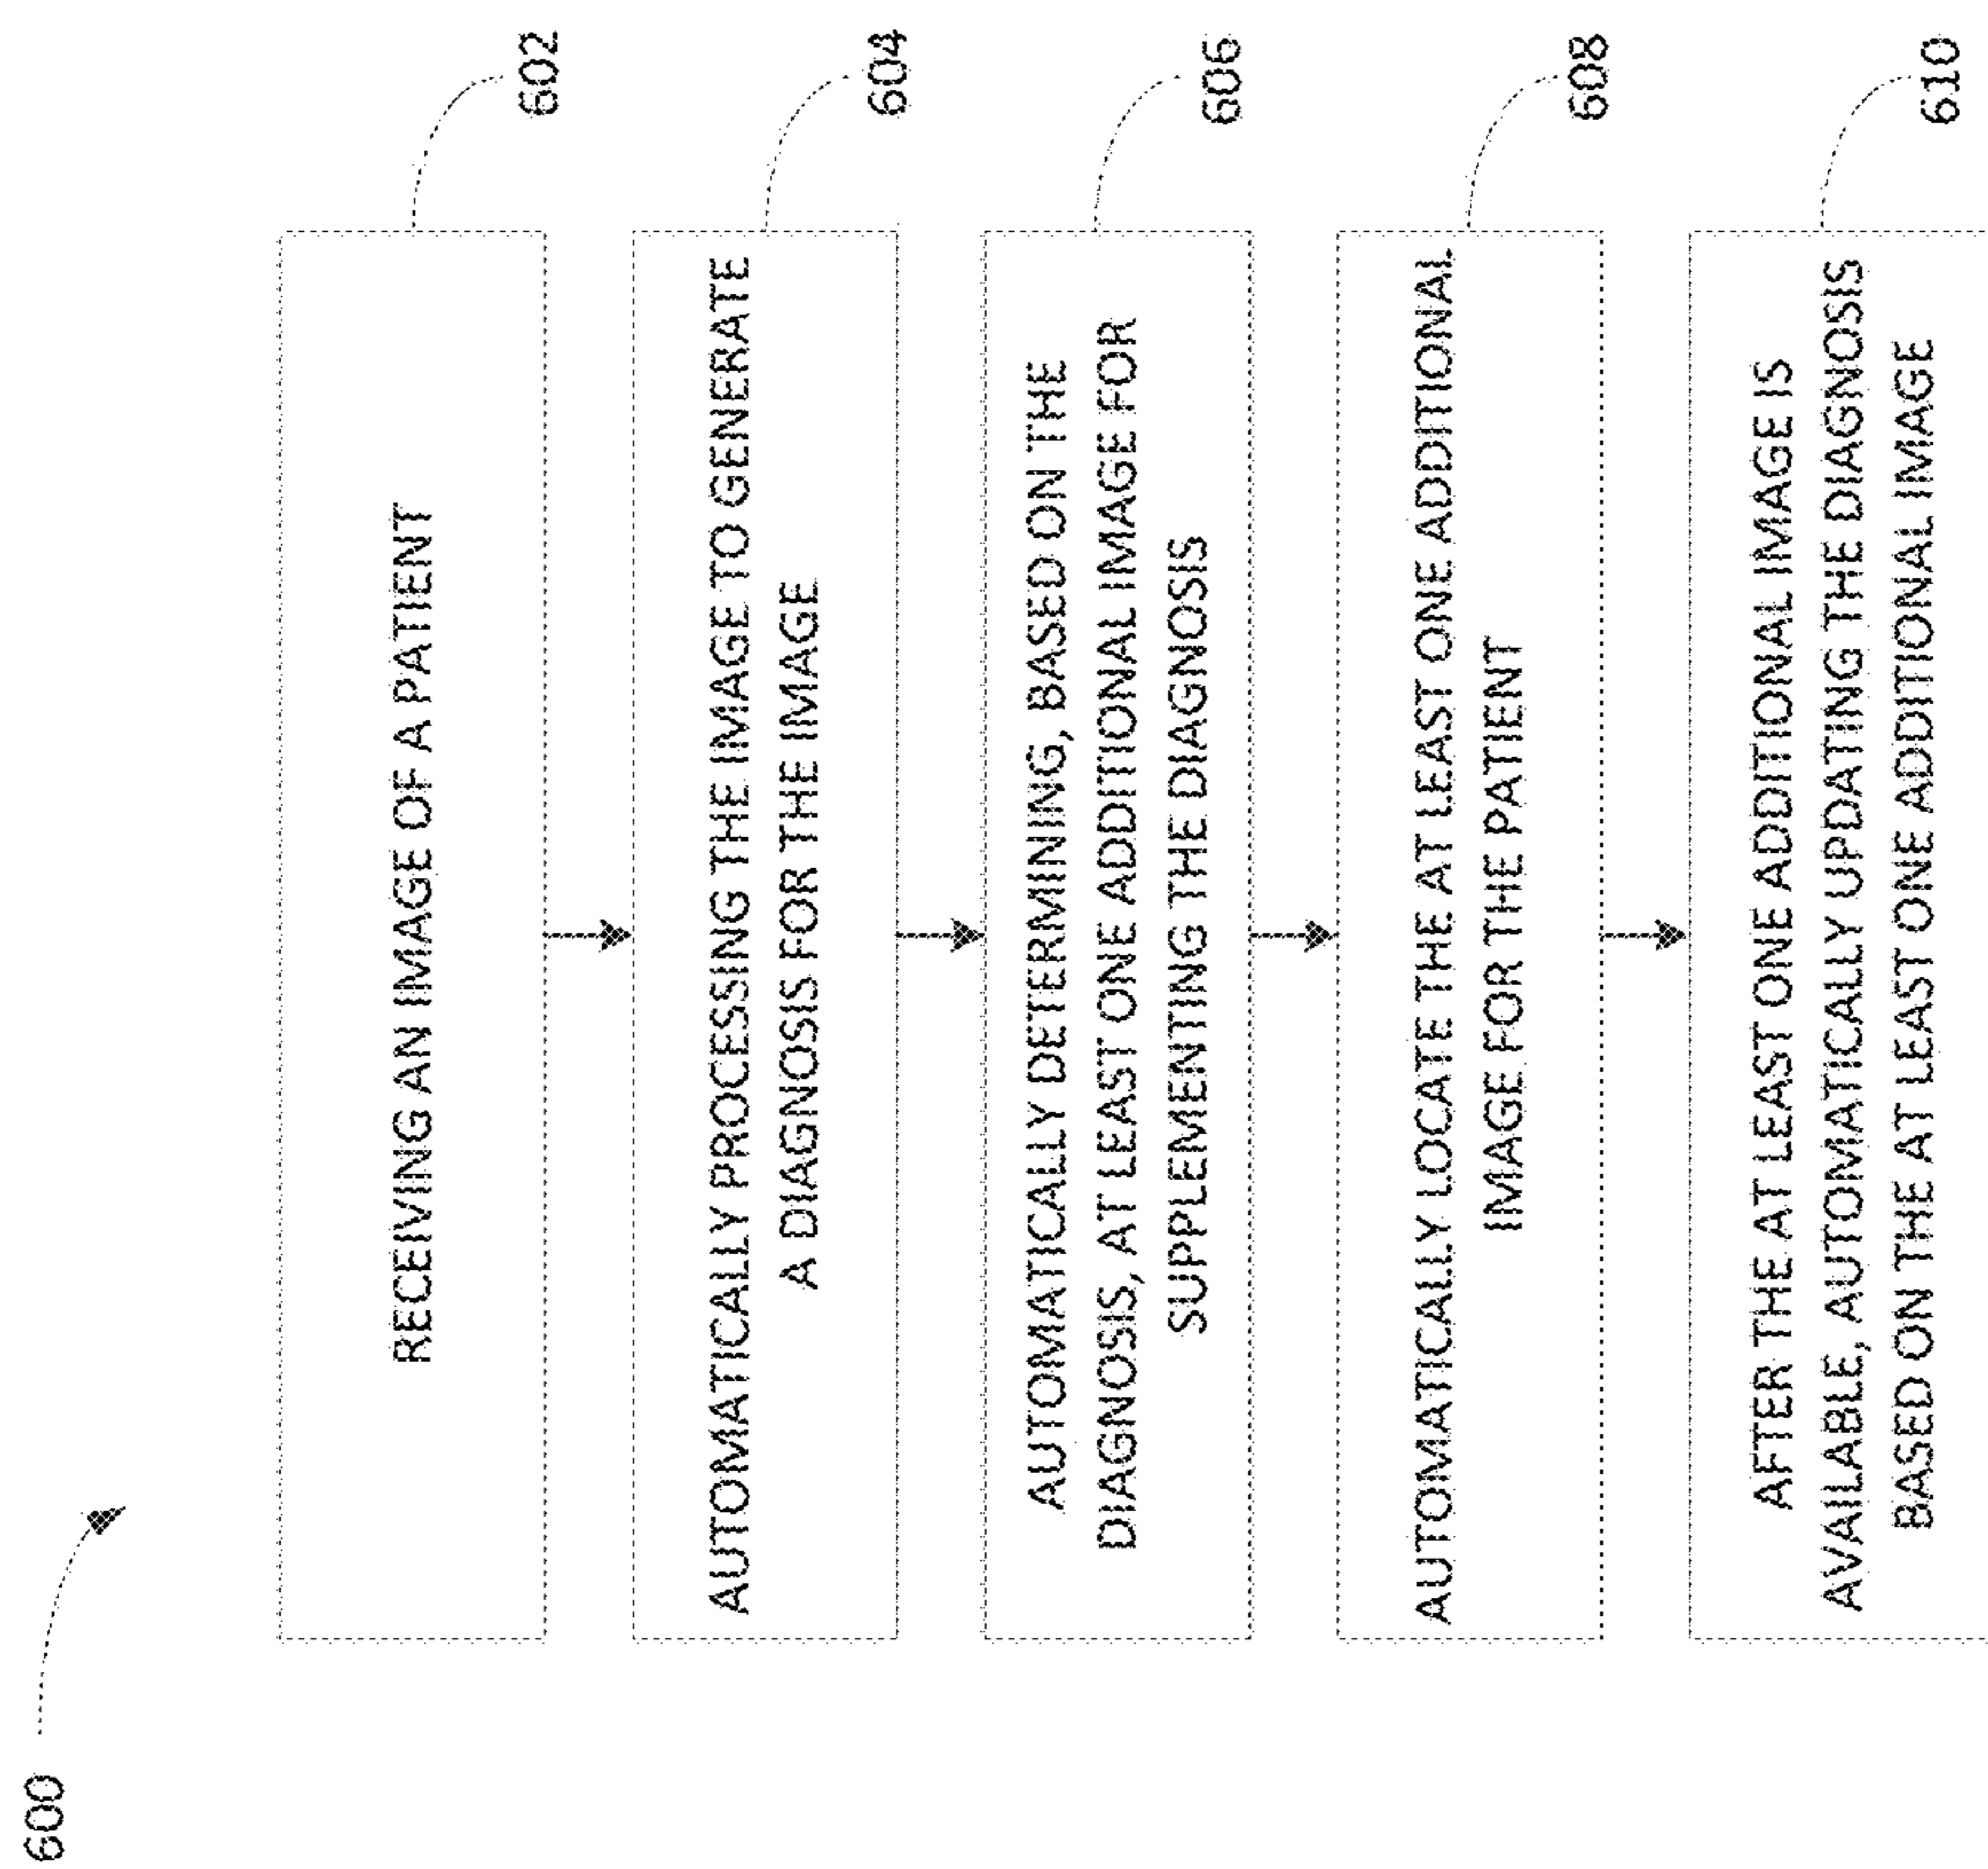 600
RECEIVING AN IMAGE OF A PATIENT
602
AUTOMATICALLY PROCESSING THE IMAGE TO GENERATE
A DIAGNOSIS FOR THE IMAGE
604
AUTOMATICALLY DETERMINING, BASED ON THE
DIAGNOSIS, AT LEAST ONE ADDITIONAL IMAGE FOR
SUPPLEMENTING THE DIAGNOSIS
606
AUTOMATICALLY LOCATE THE AT LEAST ONE ADDITIONAL
IMAGE FOR THE PATIENT
608
AFTER THE AT LEAST ONE ADDITIONAL IMAGE IS
AVAILABLE, AUTOMATICALLY UPDATING THE DIAGNOSIS
BASED ON THE AT LEAST ONE ADDITIONAL IMAGE
610